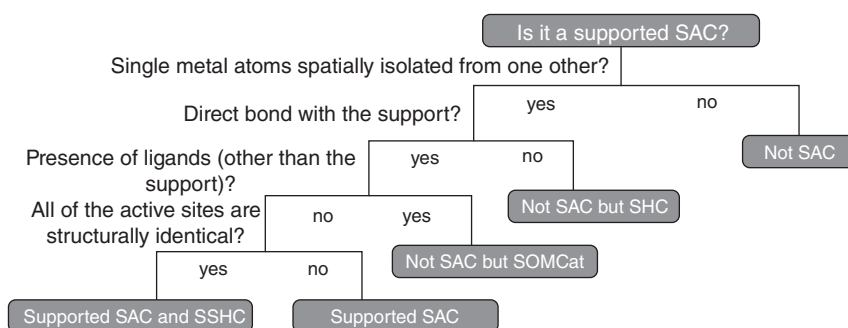 Is it a supported SAC?
Single metal atoms spatially isolated from one other?
yes
no
Direct bond with the support?
Not SAC
yes
no
Presence of ligands (other than the
support)?
Not SAC but SHC
no
yes
All of the active sites are
structurally identical?
Not SAC but SOMCat
yes
no
Supported SAC and SSHC
Supported SAC